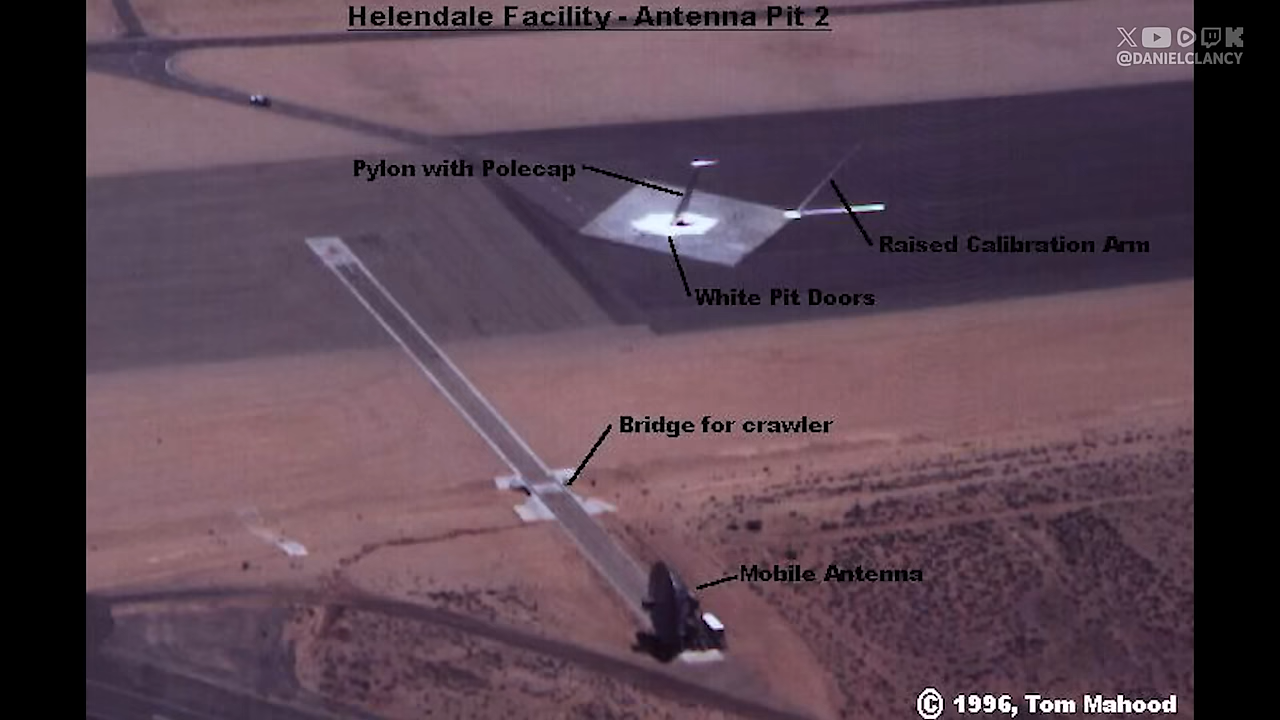 Helendale Facility - Antenna Pit 2
@DANIELCLANCY
Pylon with Polecap
Raised Calibration Arm
White Pit Doors
Bridge for crawler
Mobile Antenna
© 1996, Tom Mahood